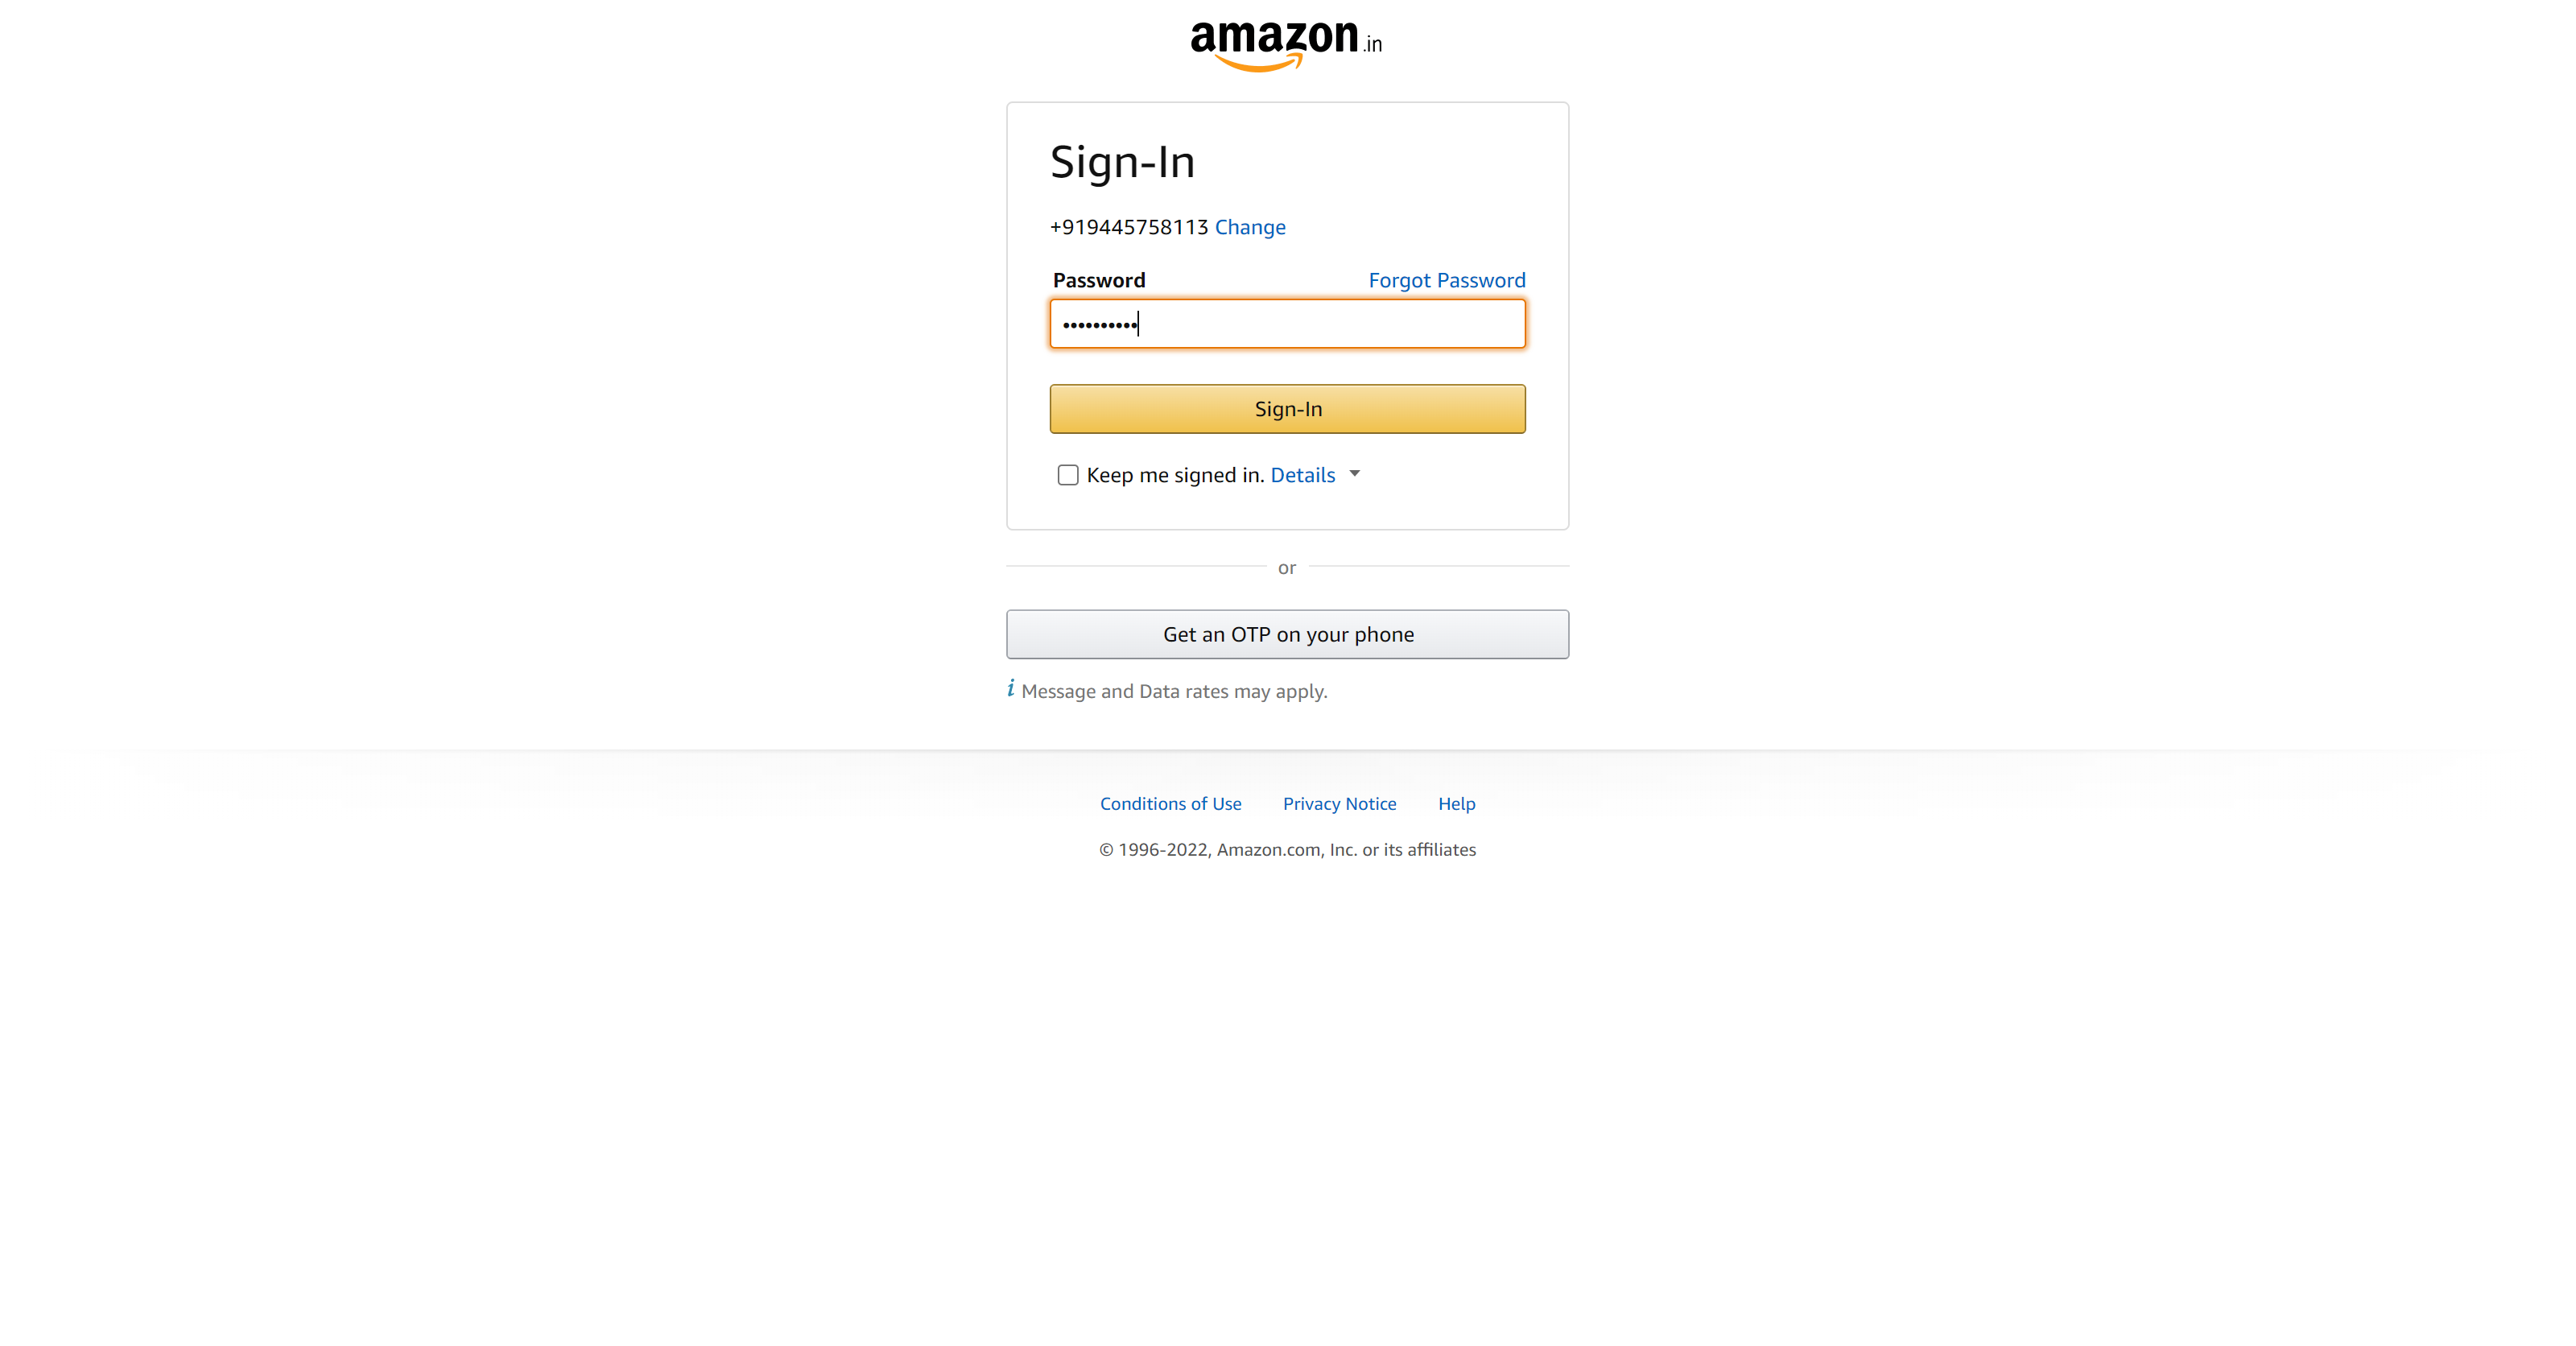 amazon.in
Sign-In
+919445758113 Change
Password Forgot Password
••••••••••
Sign-In
Keep me signed in. Details
or
Get an OTP on your phone
i Message and Data rates may apply.
Conditions of Use Privacy Notice Help
© 1996-2022, Amazon.com, Inc. or its affiliates